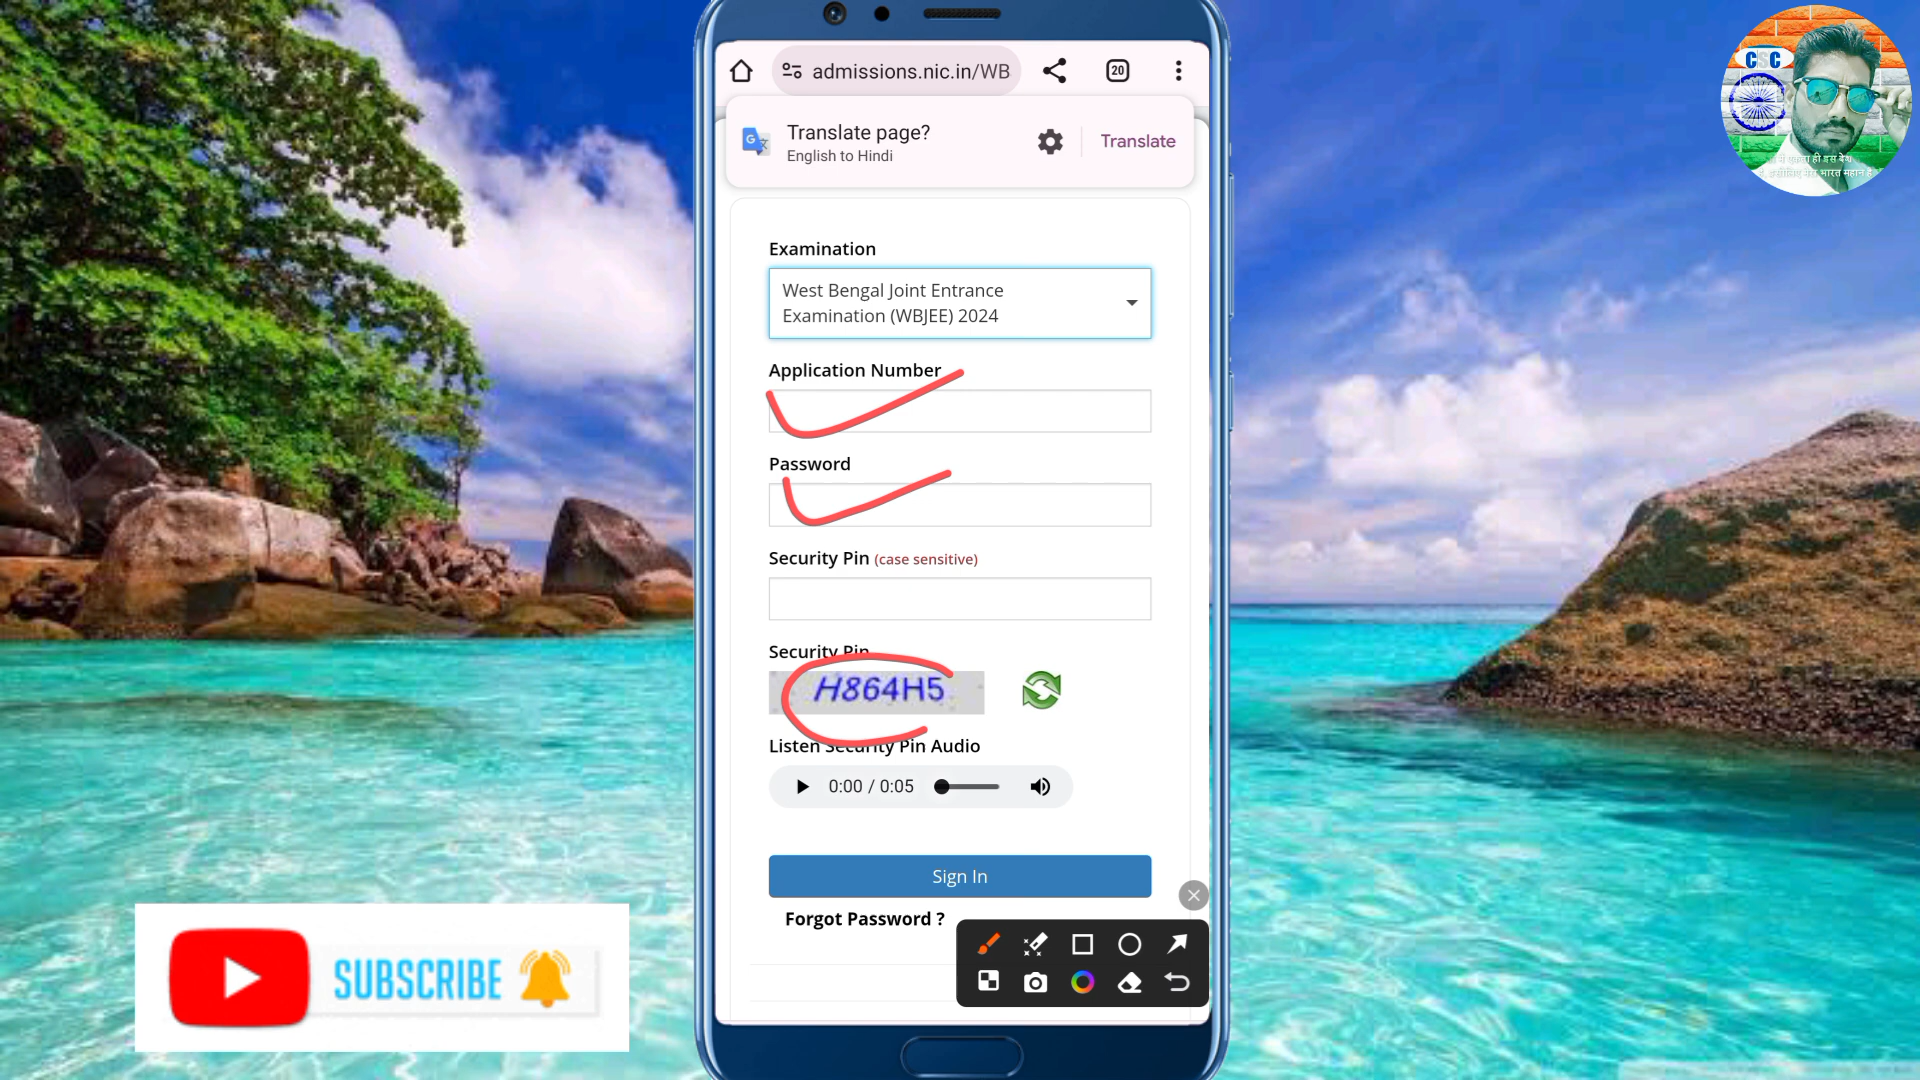 admissions.nic.in/WB
20
CSC
Translate page?
English to Hindi
Translate
Examination
West Bengal Joint Entrance
Examination (WBJEE) 2024
Application Number
Password
Security Pin (case sensitive)
Security Pin
H864H5
Listen Security Pin Audio
0:00 / 0:05
Sign In
Forgot Password ?
SUBSCRIBE